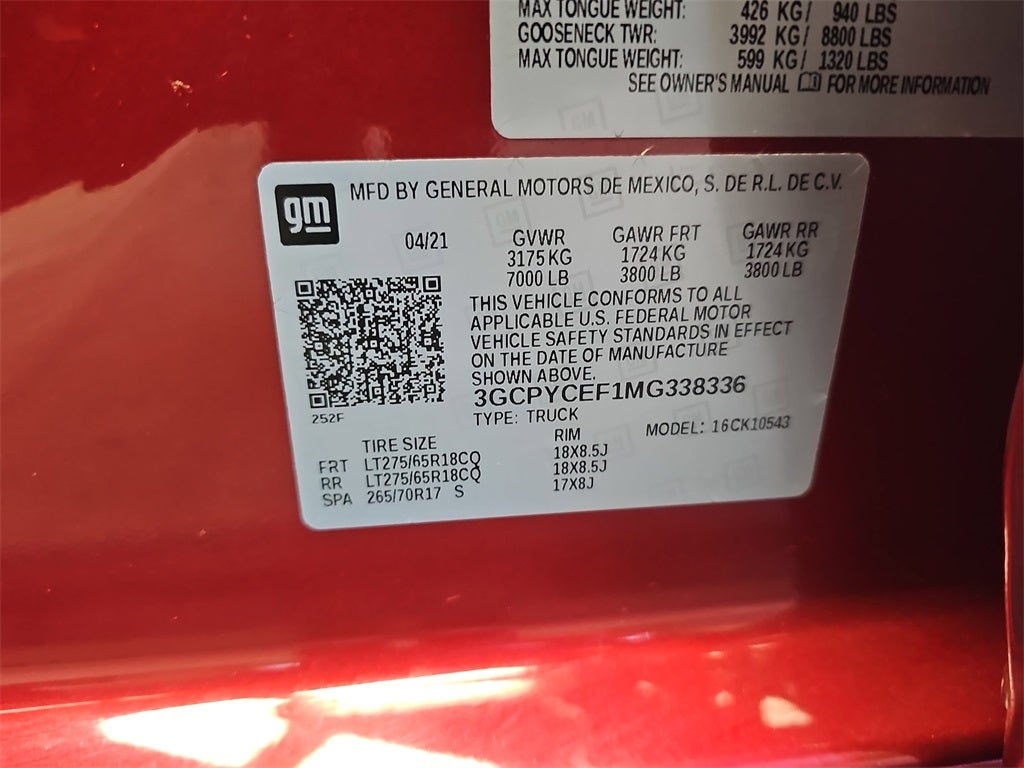 MAX TONGUE WEIGHT: 426 KG/ 940 LBS
GOOSENECK TWR: 3992 KG/ 8800 LBS
MAX TONGUE WEIGHT: 599 KG/ 1320 LBS
SEE OWNER'S MANUAL FOR MORE INFORMATION
gm
MFD BY GENERAL MOTORS DE MEXICO, S. DE R.L. DE C.V.
04/21 GVWR GAWR FRT GAWR RR
3175 KG 1724 KG 1724 KG
7000 LB 3800 LB 3800 LB
THIS VEHICLE CONFORMS TO ALL
APPLICABLE U.S. FEDERAL MOTOR
VEHICLE SAFETY STANDARDS IN EFFECT
ON THE DATE OF MANUFACTURE
SHOWN ABOVE.
3GCPYCEF1MG338336
252F
TYPE: TRUCK MODEL: 16CK10543
TIRE SIZE RIM
FRT LT275/65R18CQ 18X8.5J
RR LT275/65R18CQ 18X8.5J
SPA 265/70R17 S 17X8J